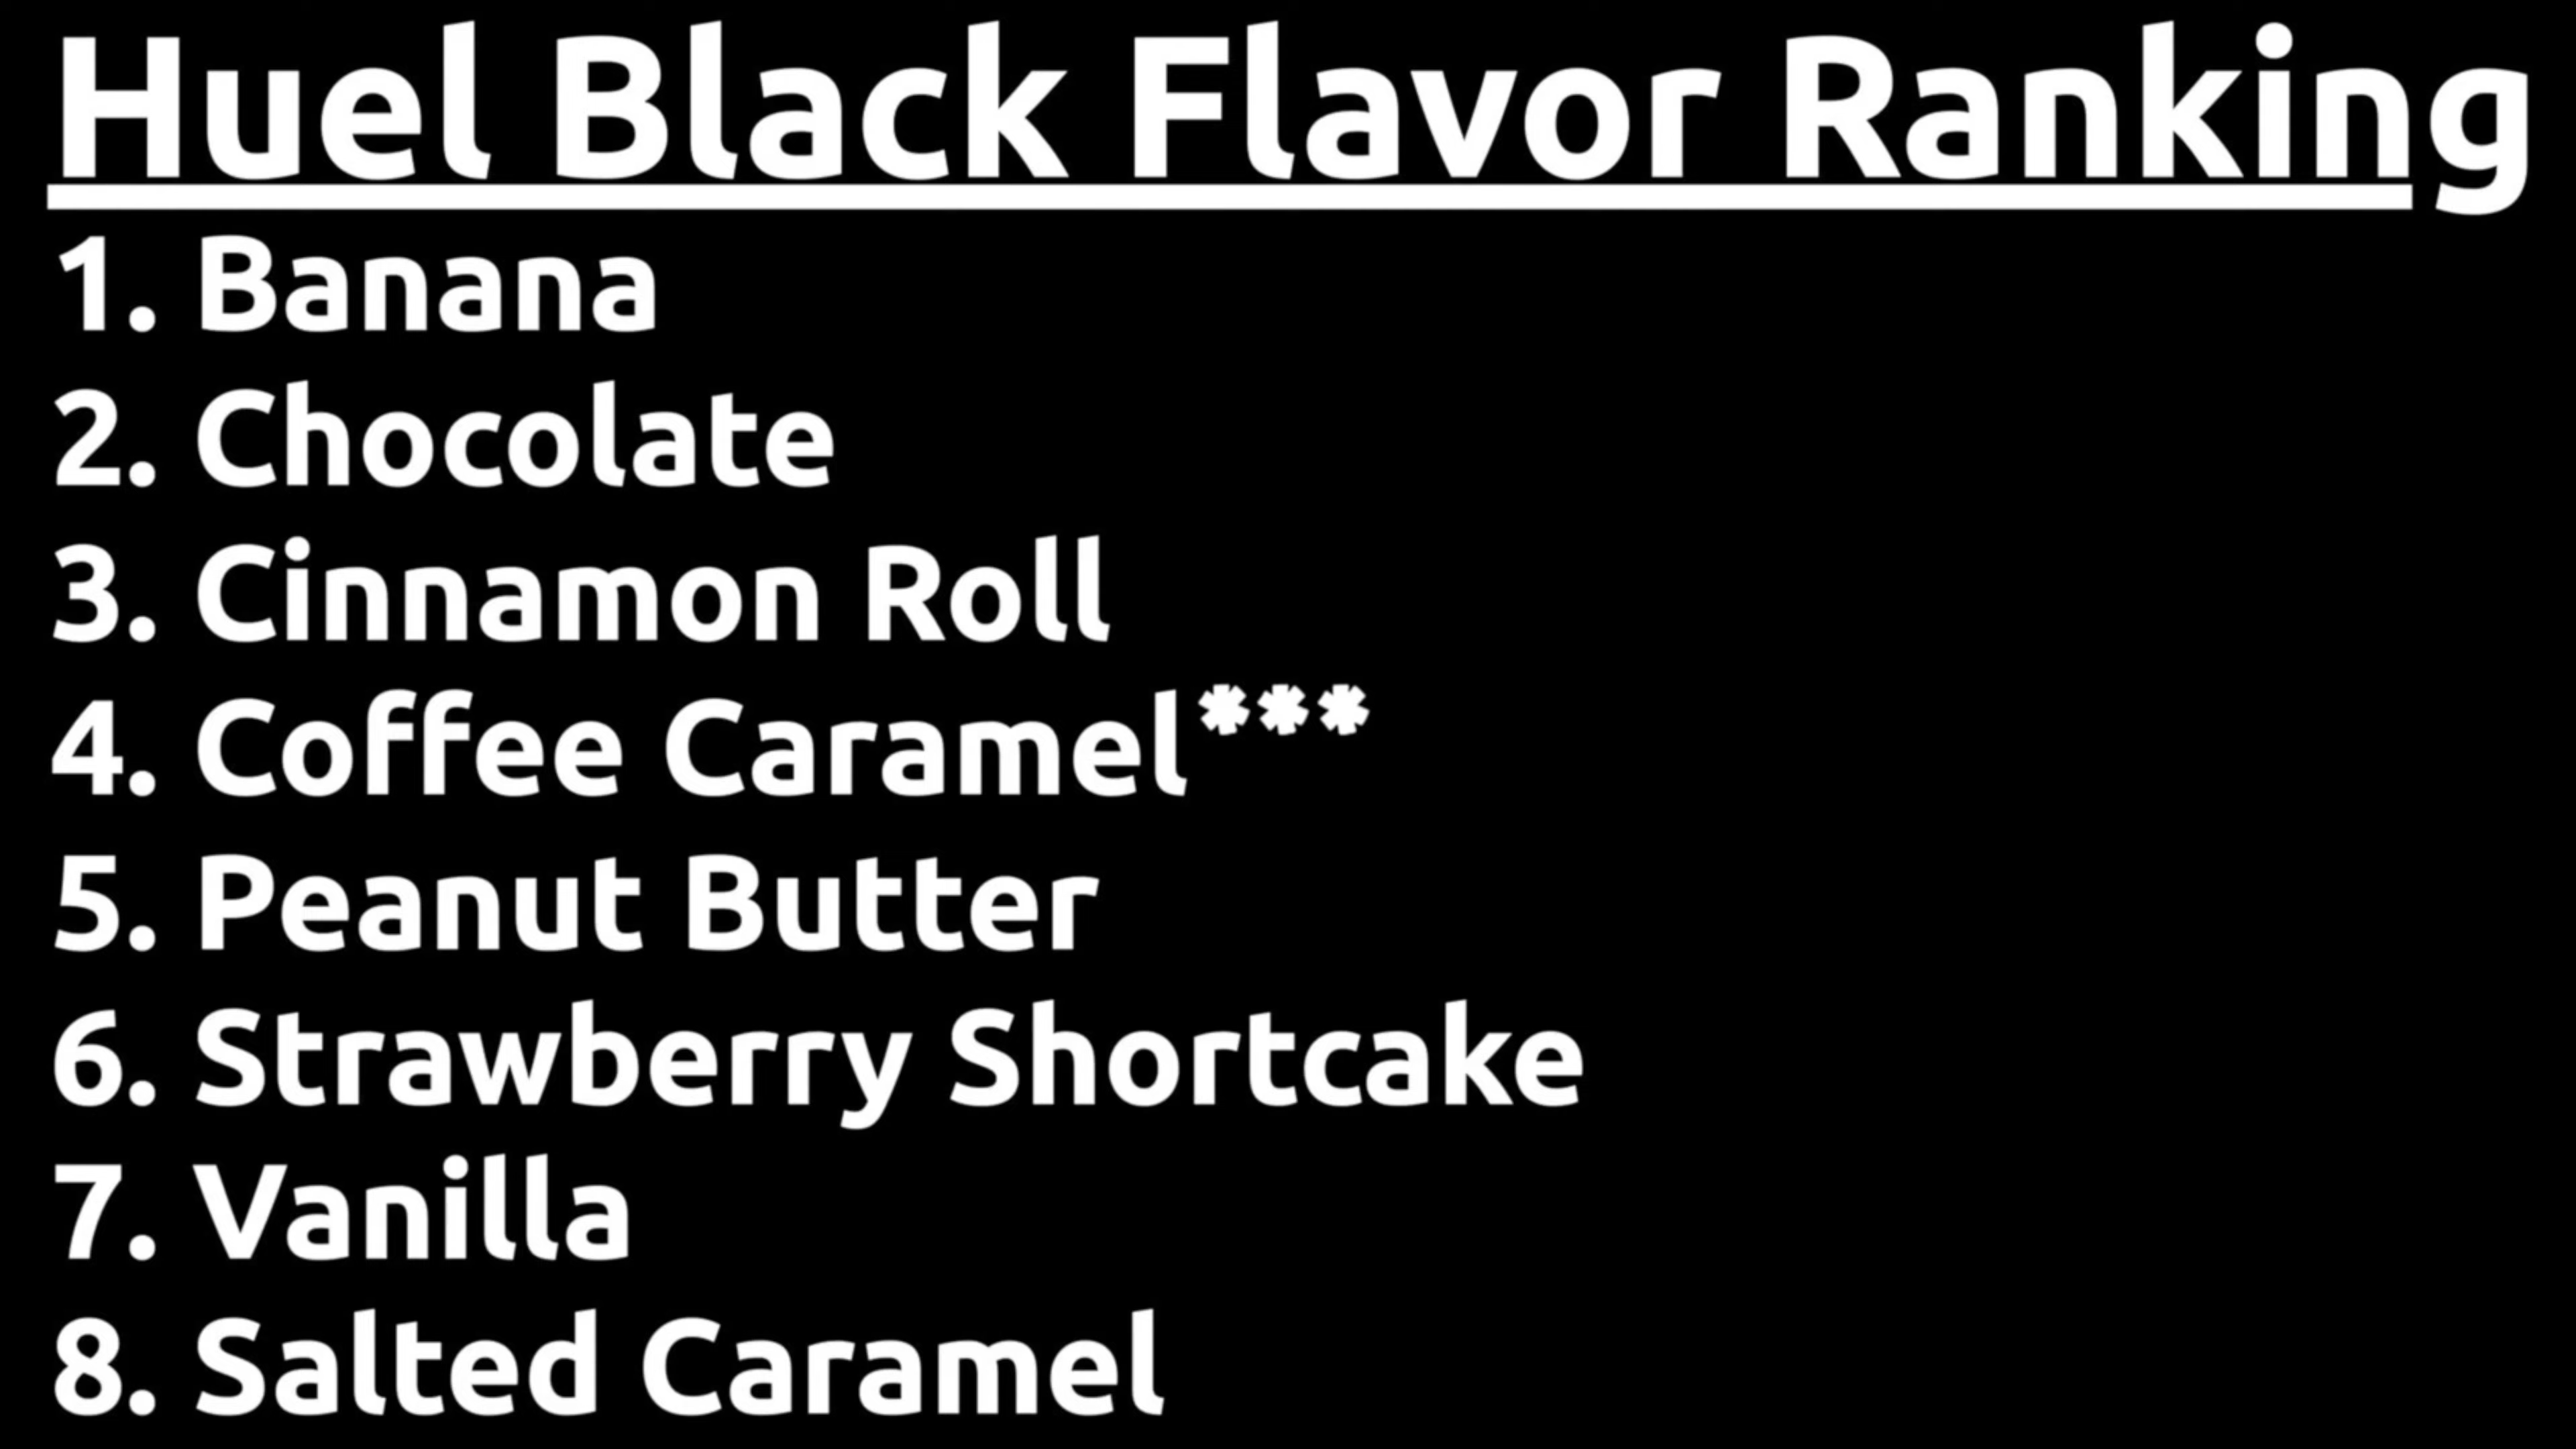 Huel Black Flavor Ranking
1. Banana
2. Chocolate
3. Cinnamon Roll
4. Coffee Caramel***
5. Peanut Butter
6. Strawberry Shortcake
7. Vanilla
8. Salted Caramel